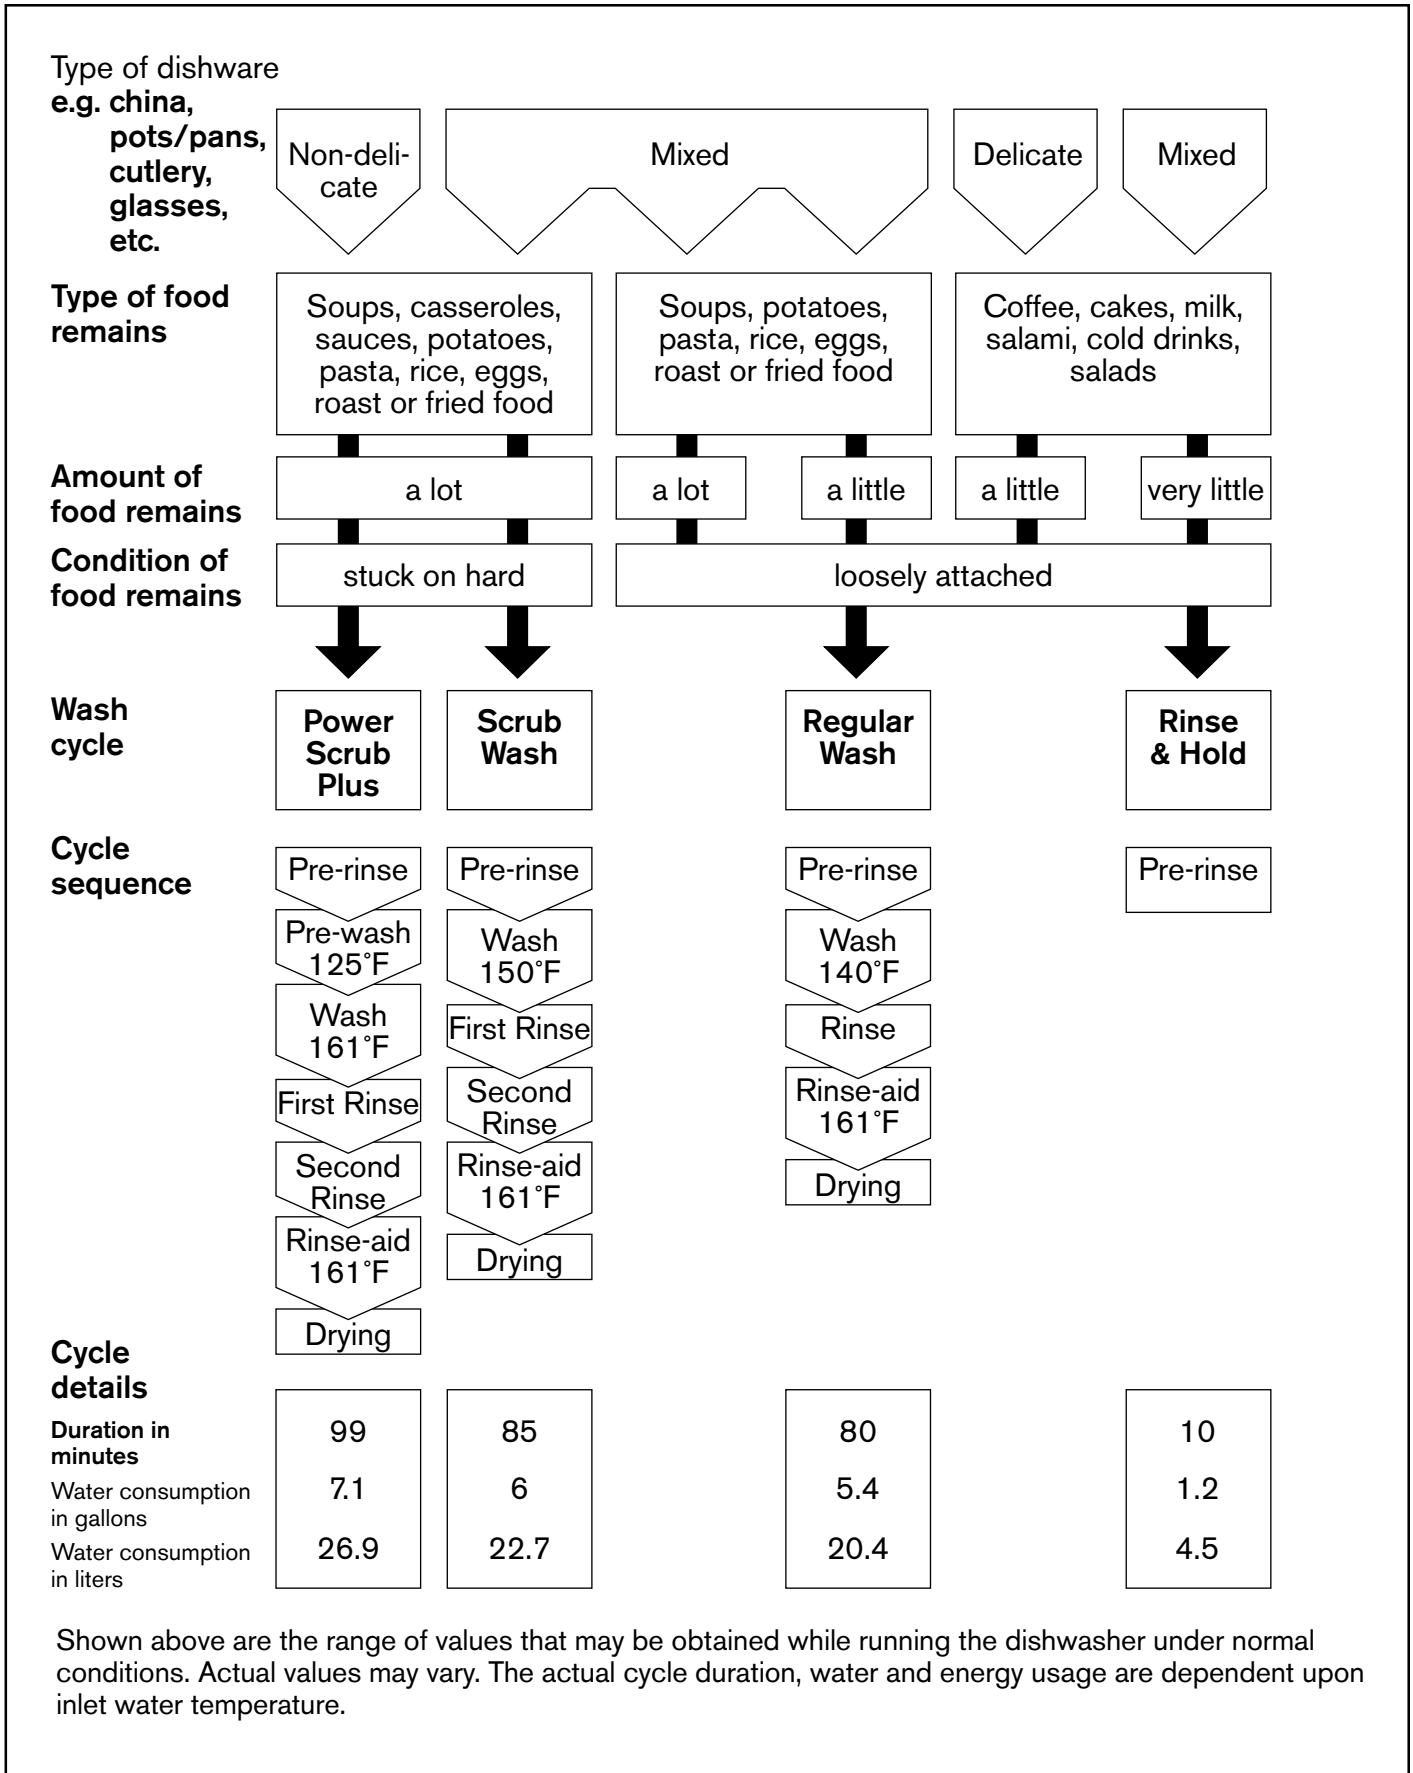 Type of dishware
e.g. china,
pots/pans,
cutlery,
glasses,
etc.
Non-deli-
cate
Mixed
Delicate
Mixed
Type of food
remains
Soups, casseroles,
sauces, potatoes,
pasta, rice, eggs,
roast or fried food
Soups, potatoes,
pasta, rice, eggs,
roast or fried food
Coffee, cakes, milk,
salami, cold drinks,
salads
Amount of
food remains
a lot
a lot
a little
a little
very little
Condition of
food remains
stuck on hard
loosely attached
Wash
cycle
Power
Scrub
Plus
Scrub
Wash
Regular
Wash
Rinse
& Hold
Cycle
sequence
Pre-rinse
Pre-wash
125°F
Wash
161°F
First Rinse
Second
Rinse
Rinse-aid
161°F
Drying
Pre-rinse
Wash
150°F
First Rinse
Second
Rinse
Rinse-aid
161°F
Drying
Pre-rinse
Wash
140°F
Rinse
Rinse-aid
161°F
Drying
Pre-rinse
Cycle
details
Duration in
minutes
99
85
80
10
Water consumption
in gallons
7.1
6
5.4
1.2
Water consumption
in liters
26.9
22.7
20.4
4.5
Shown above are the range of values that may be obtained while running the dishwasher under normal
conditions. Actual values may vary. The actual cycle duration, water and energy usage are dependent upon
inlet water temperature.